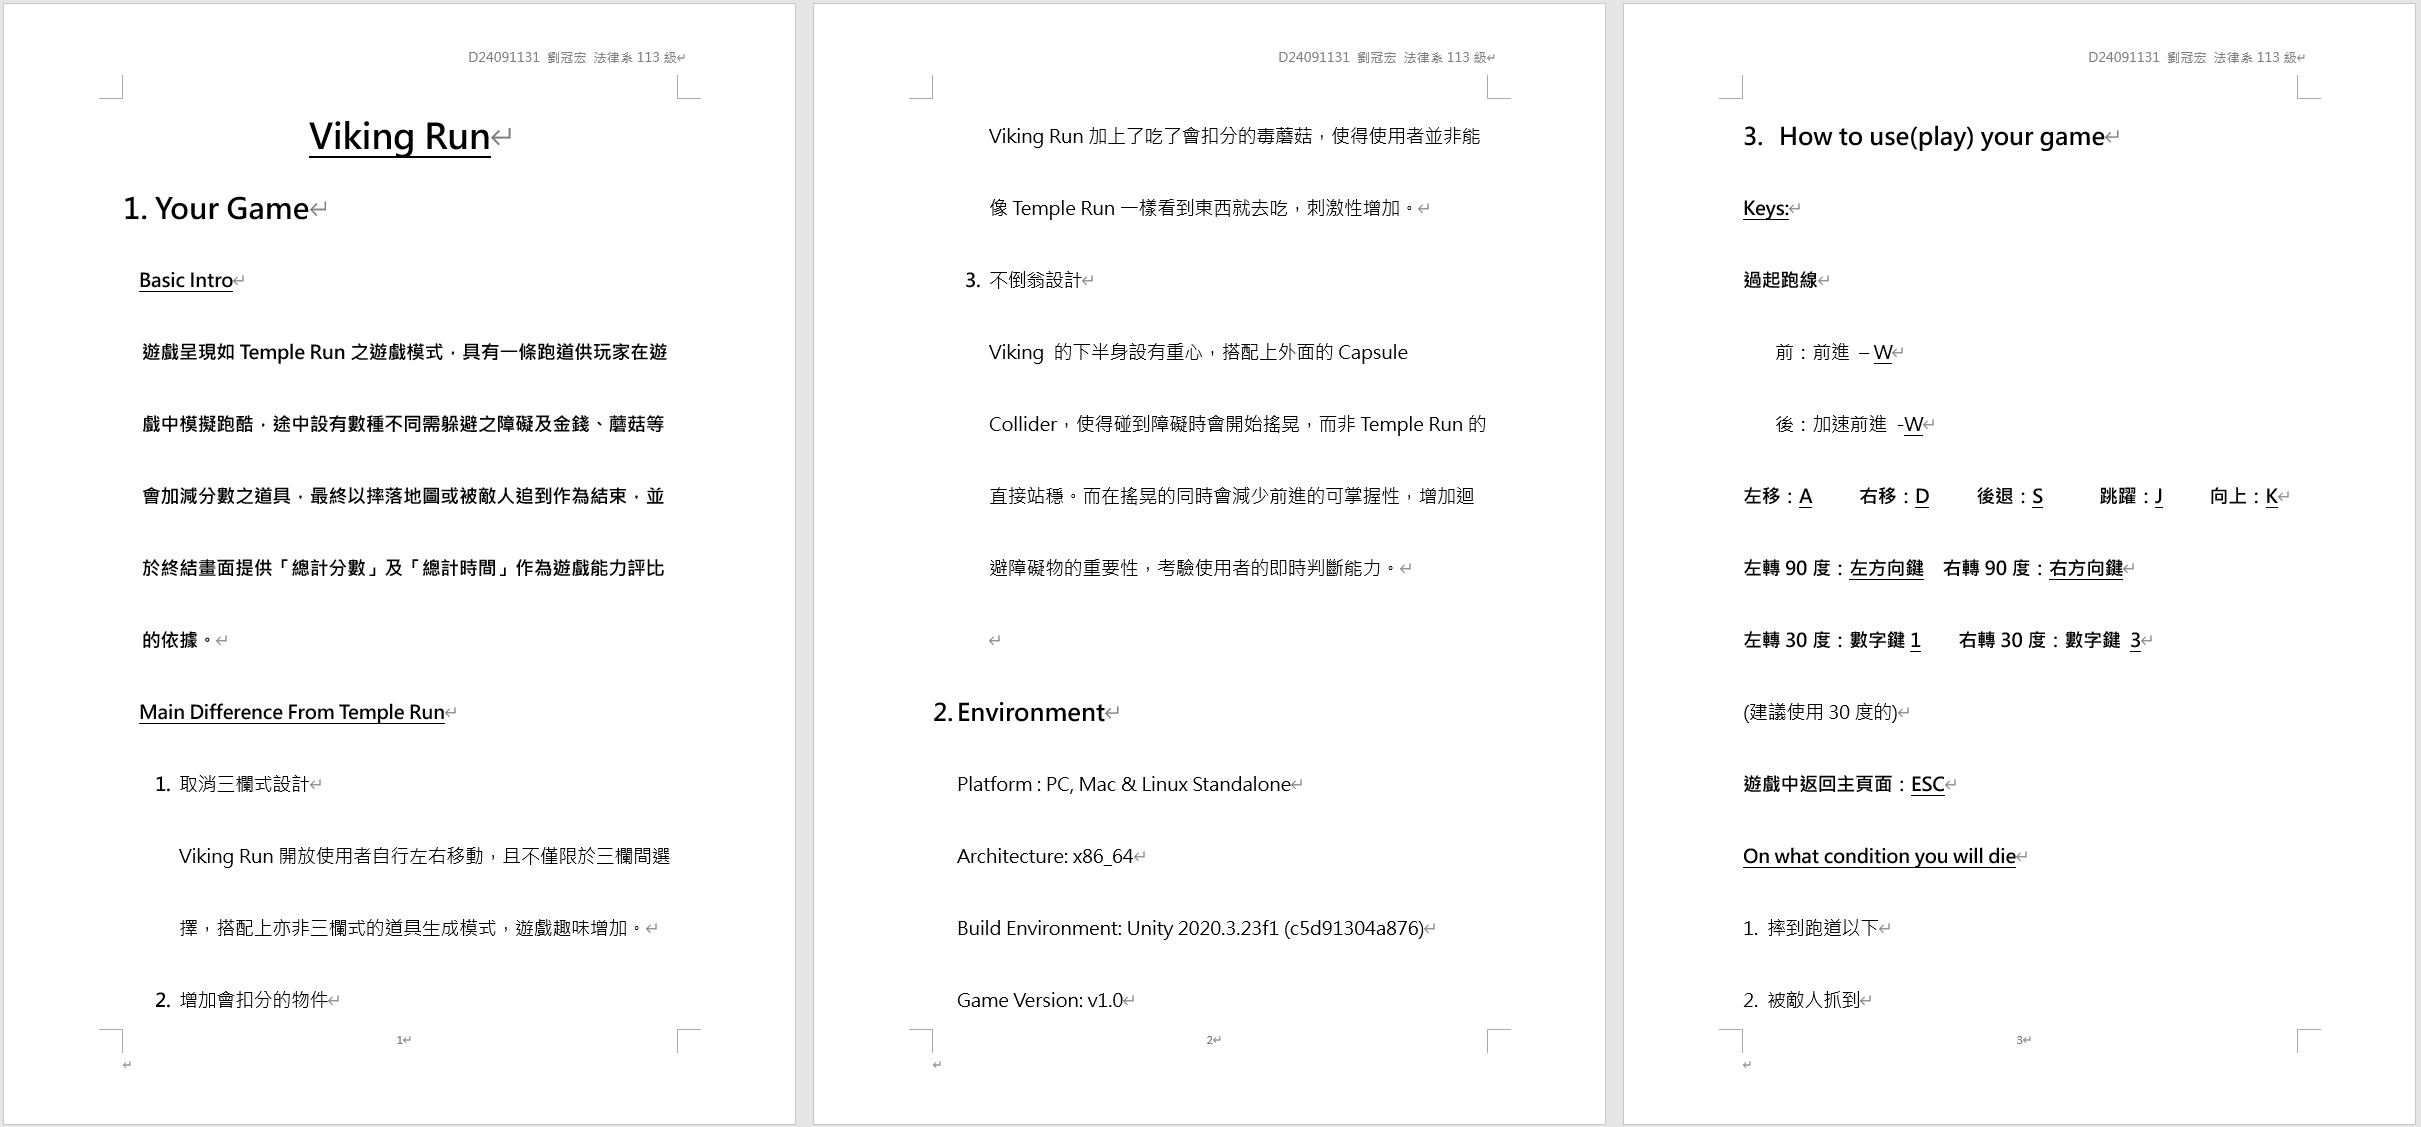 D24091131 劉冠宏 法律系 113 級
Viking Run
1. Your Game
Basic Intro
遊戲呈現如 Temple Run 之遊戲模式，具有一條跑道供玩家在遊
戲中模擬跑酷，途中設有數種不同需躲避之障礙及金錢、蘑菇等
會加減分數之道具，最終以摔落地圖或被敵人追到作為結束，並
於終結畫面提供「總計分數」及「總計時間」作為遊戲能力評比
的依據。
Main Difference From Temple Run
1. 取消三欄式設計
Viking Run 開放使用者自行左右移動，且不僅限於三欄間選
擇，搭配上亦非三欄式的道具生成模式，遊戲趣味增加。
2. 增加會扣分的物件
1
D24091131 劉冠宏 法律系 113 級
Viking Run 加上了吃了會扣分的毒蘑菇，使得使用者並非能
像 Temple Run 一樣看到東西就去吃，刺激性增加。
3. 不倒翁設計
Viking 的下半身設有重心，搭配上外面的 Capsule
Collider，使得碰到障礙時會開始搖晃，而非 Temple Run 的
直接站穩。而在搖晃的同時會減少前進的可掌握性，增加迴
避障礙物的重要性，考驗使用者的即時判斷能力。
2. Environment
Platform : PC, Mac & Linux Standalone
Architecture: x86_64
Build Environment: Unity 2020.3.23f1 (c5d91304a876)
Game Version: v1.0
2
D24091131 劉冠宏 法律系 113 級
3. How to use(play) your game
Keys:
過起跑線
前：前進 – W
後：加速前進 -W
左移：A 右移：D 後退：S 跳躍：J 向上：K
左轉 90 度：左方向鍵 右轉 90 度：右方向鍵
左轉 30 度：數字鍵 1 右轉 30 度：數字鍵 3
(建議使用 30 度的)
遊戲中返回主頁面：ESC
On what condition you will die
1. 摔到跑道以下
2. 被敵人抓到
3